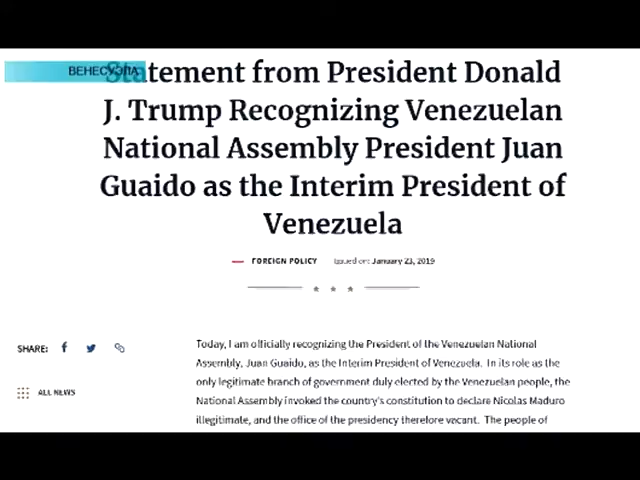 ВЕНЕСУЭЛА
Statement from President Donald
J. Trump Recognizing Venezuelan
National Assembly President Juan
Guaido as the Interim President of
Venezuela
FOREIGN POLICY Issued on: January 23, 2019
SHARE:
Today, I am officially recognizing the President of the Venezuelan National
Assembly, Juan Guaido, as the Interim President of Venezuela. In its role as the
only legitimate branch of government duly elected by the Venezuelan people, the
ALL NEWS
National Assembly invoked the country's constitution to declare Nicolas Maduro
illegitimate, and the office of the presidency therefore vacant. The people of